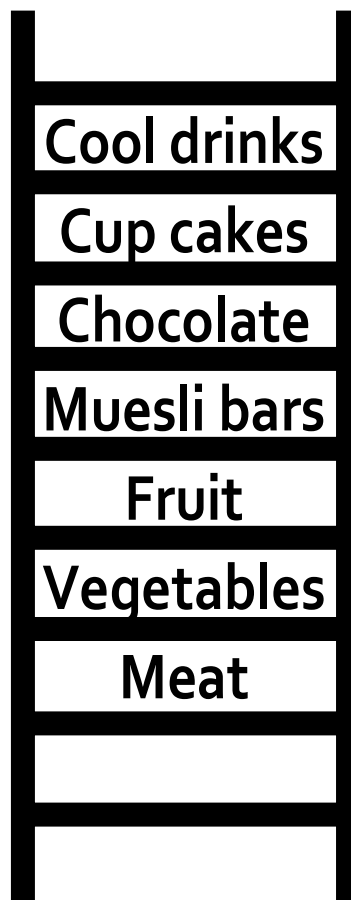 Cool drinks
Cup cakes
Chocolate
Muesli bars
Fruit
Vegetables
Meat